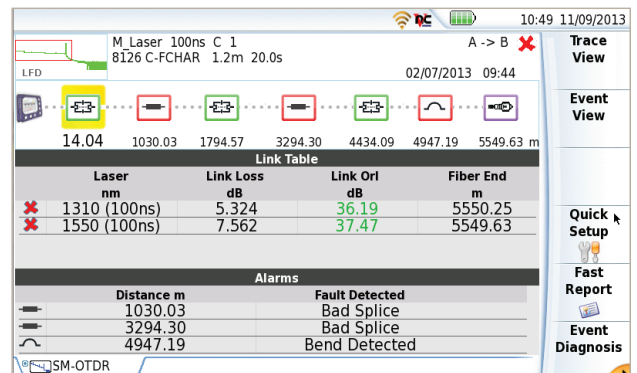 10:49 11/09/2013
M_Laser 100ns C 1
A -> B
8126 C-FCHAR 1.2m 20.0s
LFD
02/07/2013 09:44
14.04 1030.03 1794.57 3294.30 4434.09 4947.19 5549.63 m
Link Table
Laser Link Loss Link Orl Fiber End
nm dB dB m
1310 (100ns) 5.324 36.19 5550.25
1550 (100ns) 7.562 37.47 5549.63
Alarms
Distance m Fault Detected
1030.03 Bad Splice
3294.30 Bad Splice
4947.19 Bend Detected
SM-OTDR
Trace
View
Event
View
Quick
Setup
Fast
Report
Event
Diagnosis